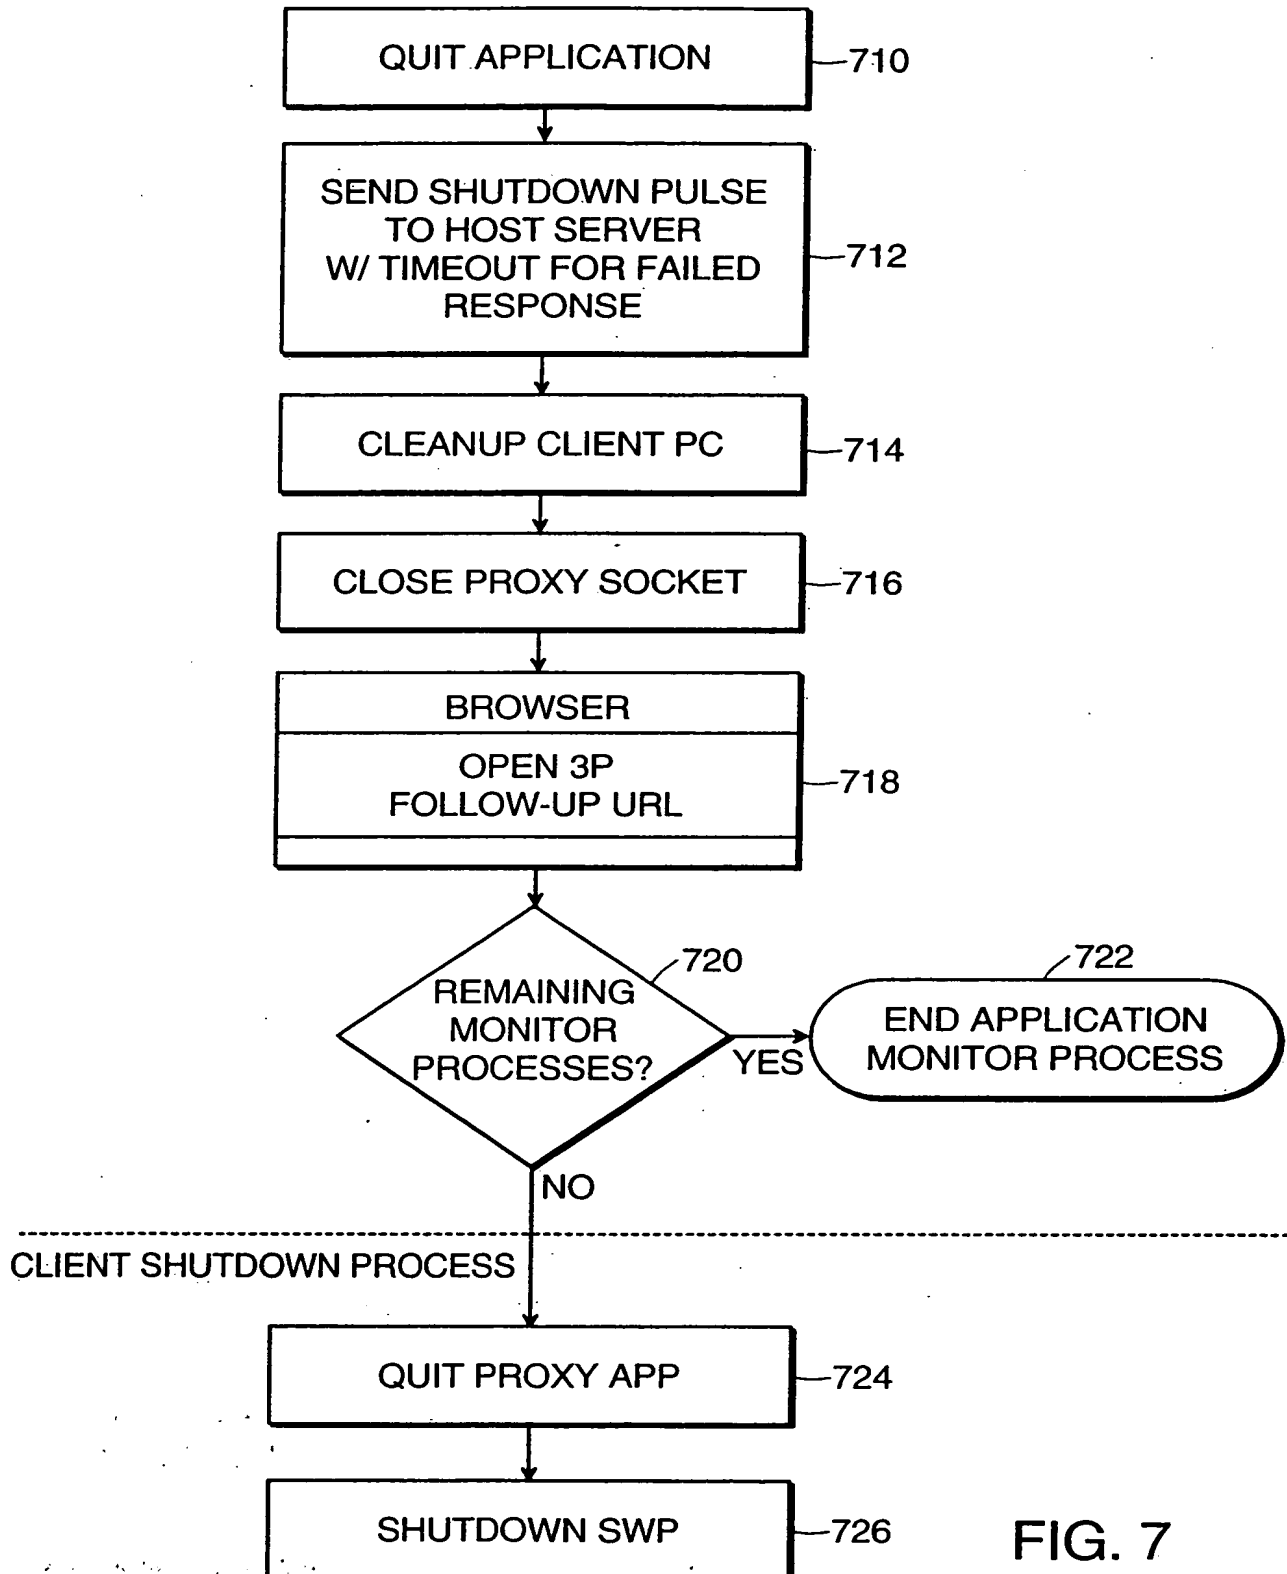 QUIT APPLICATION
710
SEND SHUTDOWN PULSE
TO HOST SERVER
W/ TIMEOUT FOR FAILED
RESPONSE
712
CLEANUP CLIENT PC
714
CLOSE PROXY SOCKET
716
BROWSER
OPEN 3P
FOLLOW-UP URL
718
REMAINING
MONITOR
PROCESSES?
720
YES
722
END APPLICATION
MONITOR PROCESS
NO
CLIENT SHUTDOWN PROCESS
QUIT PROXY APP
724
SHUTDOWN SWP
726
FIG. 7